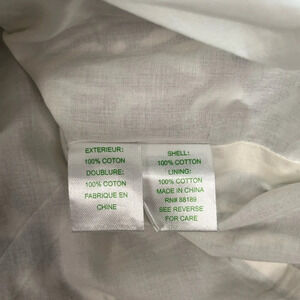 EXTERIEUR:
100% COTON
DOUBLURE:
100% COTON
FABRIQUE EN
CHINE
SHELL:
100% COTTON
LINING:
100% COTTON
MADE IN CHINA
RN# 88189
SEE REVERSE
FOR CARE